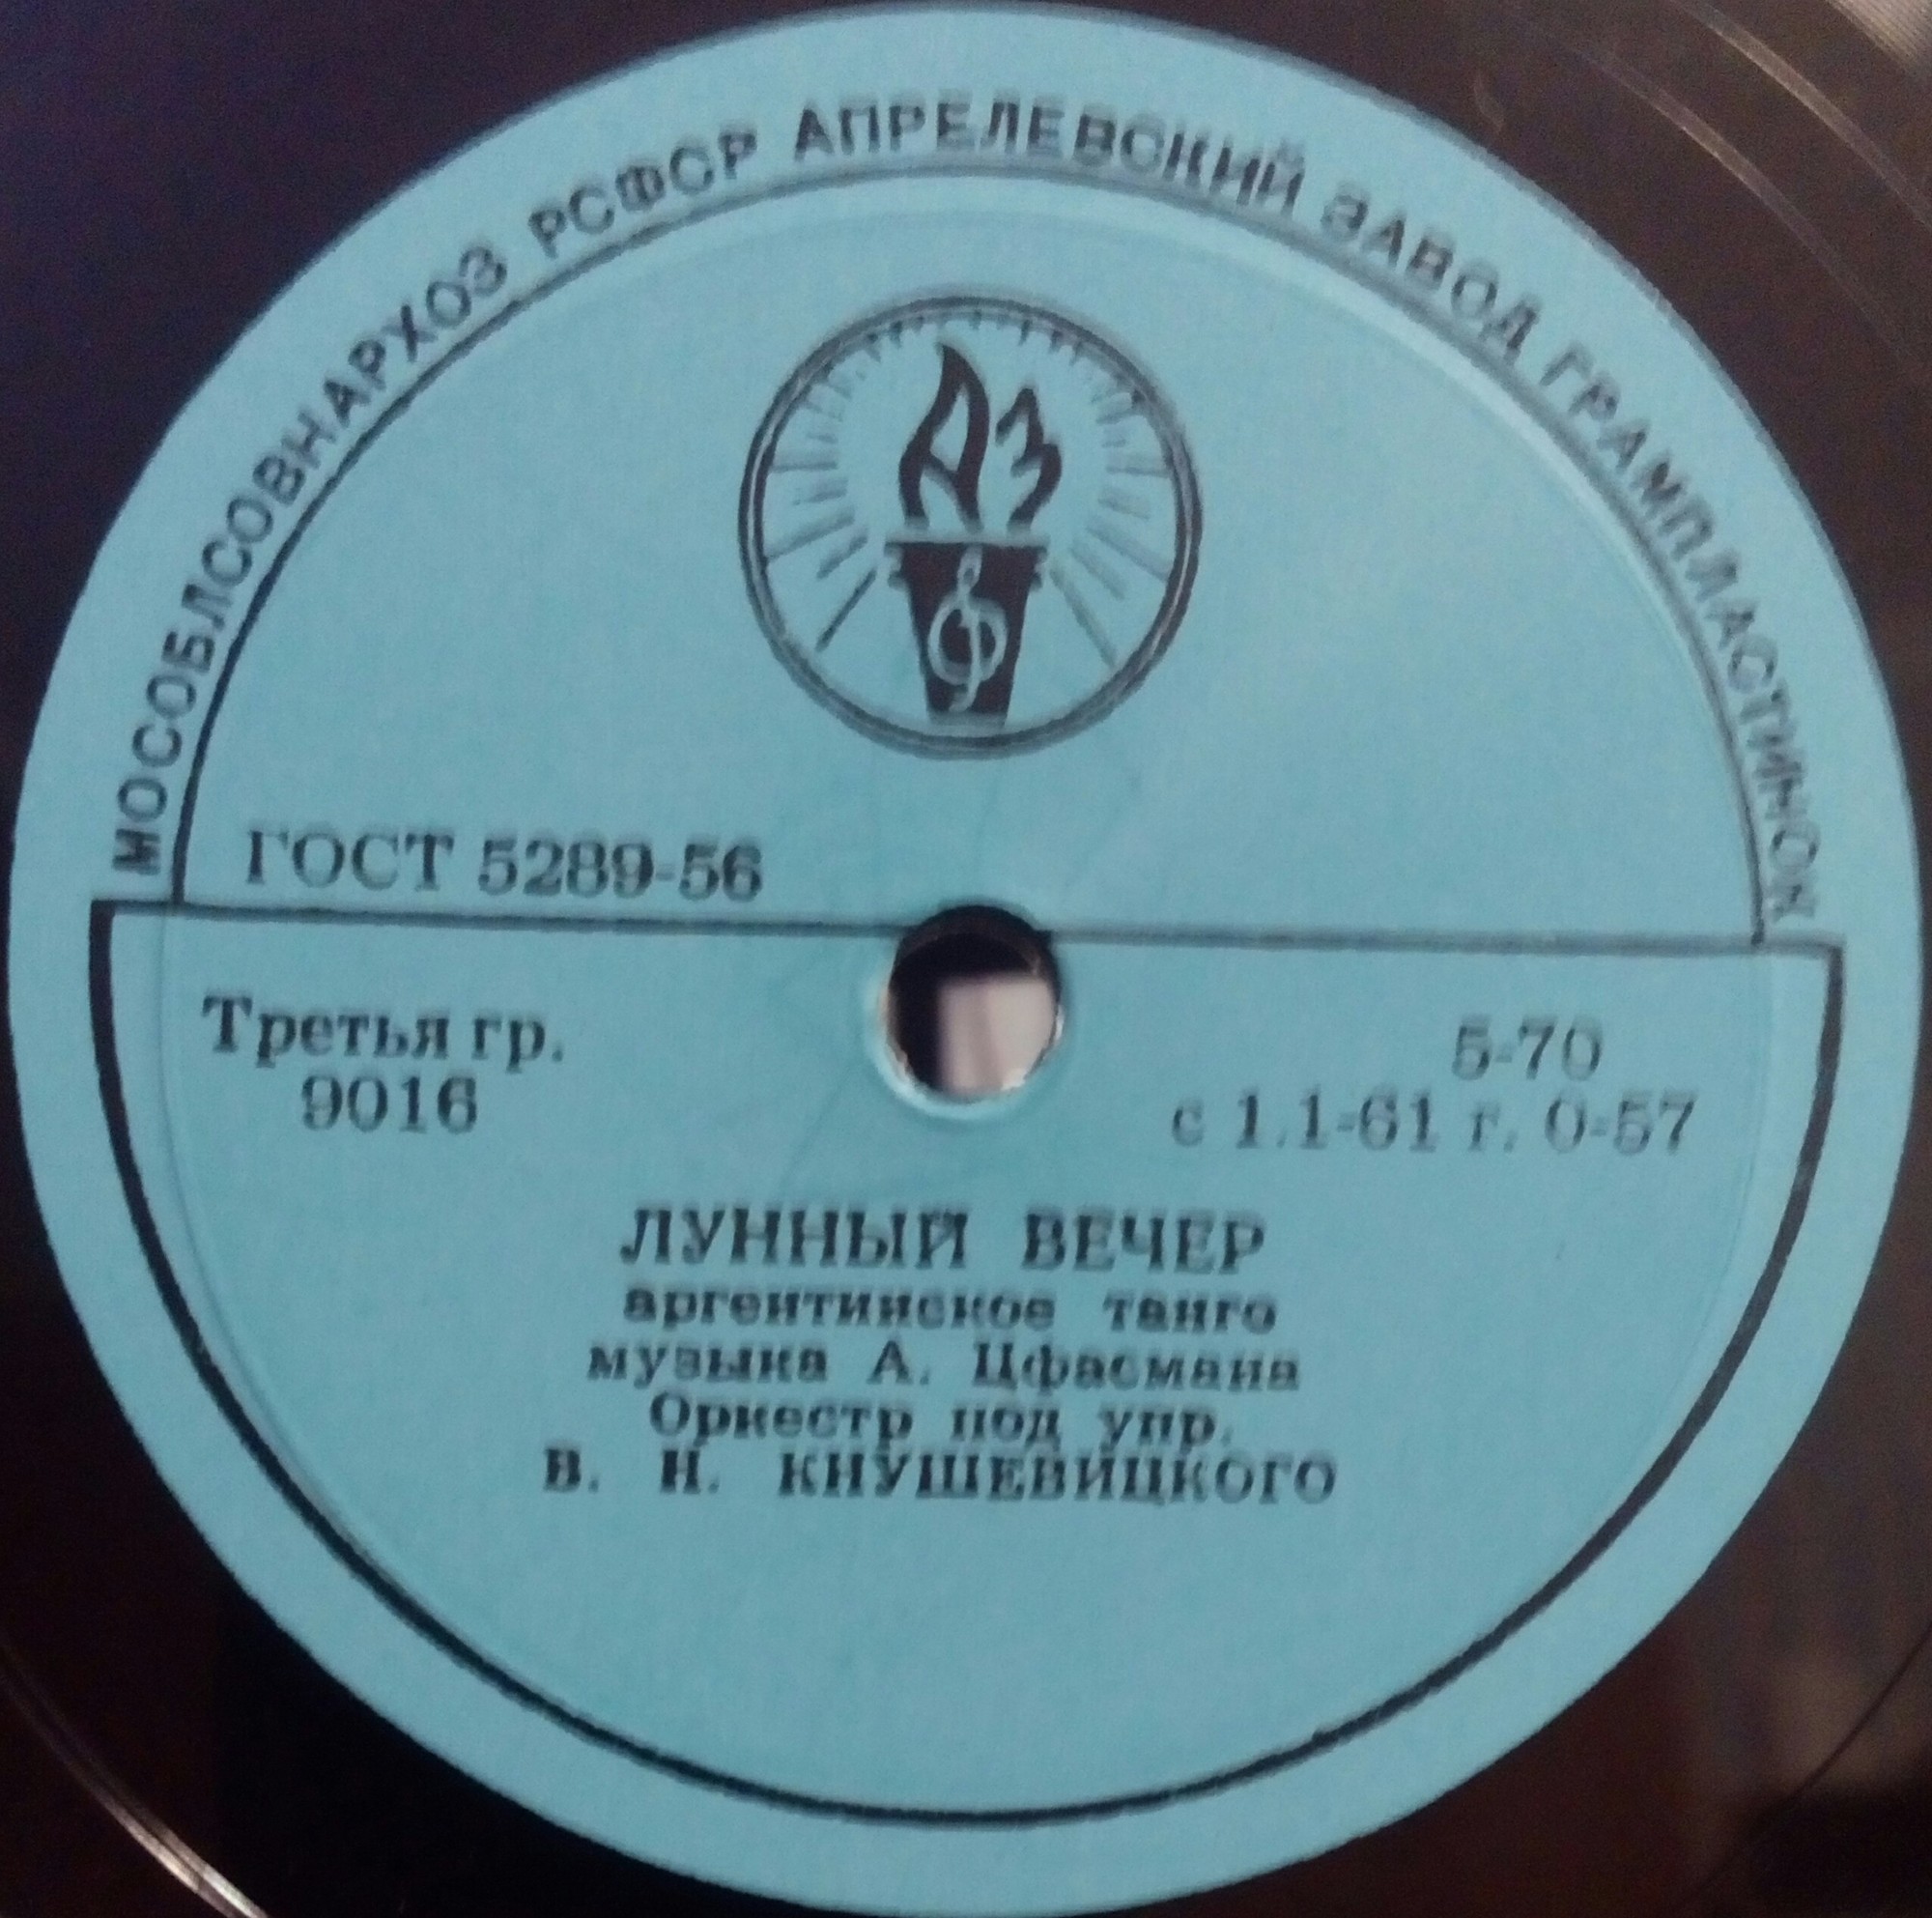 МОСОБЛСОВНАРХОЗ РСФСР АПРЕЛЕВСКИЙ ЗАВОД ГРАМПЛАСТИНОК
АЗ
ГОСТ 5289-56
Третья гр.
9016
5-70
с 1.1-61 г. 0-57
ЛУННЫЙ ВЕЧЕР
аргентинское танго
музыка А. Цфасмана
Оркестр под упр.
В. Н. КНУШЕВИЦКОГО